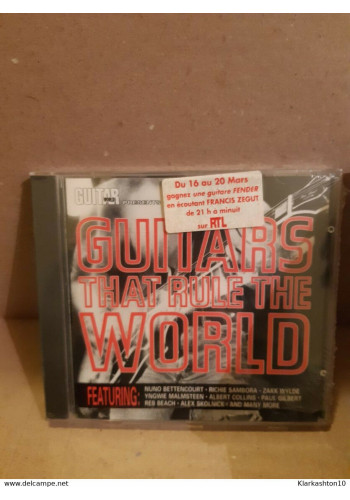 GUITAR
WORLD
PRESENTS
Du 16 au 20 Mars
gagnez une guitare FENDER
en écoutant FRANCIS ZEGUT
de 21 h a minuit
sur RTL
GUITARS
THAT RULE THE
WORLD
FEATURING:
NUNO BETTENCOURT • RICHIE SAMBORA • ZAKK WYLDE
YNGWIE MALMSTEEN • ALBERT COLLINS • PAUL GILBERT
REB BEACH • ALEX SKOLNICK • AND MANY MORE
delcampe.net
Klarkashton10